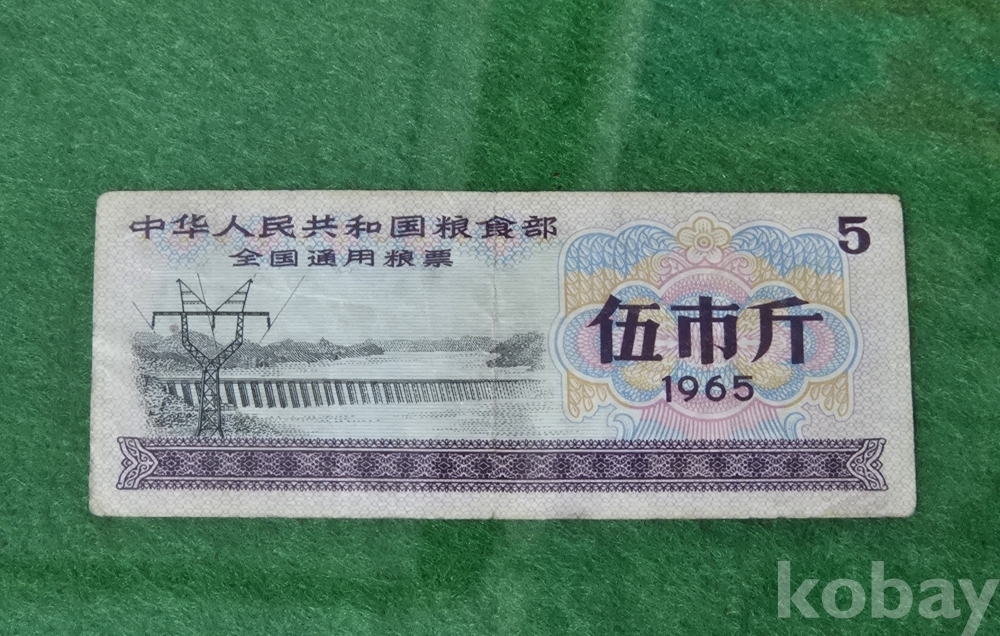 中华人民共和国粮食部
全国通用粮票
5
伍市斤
1965
kobay